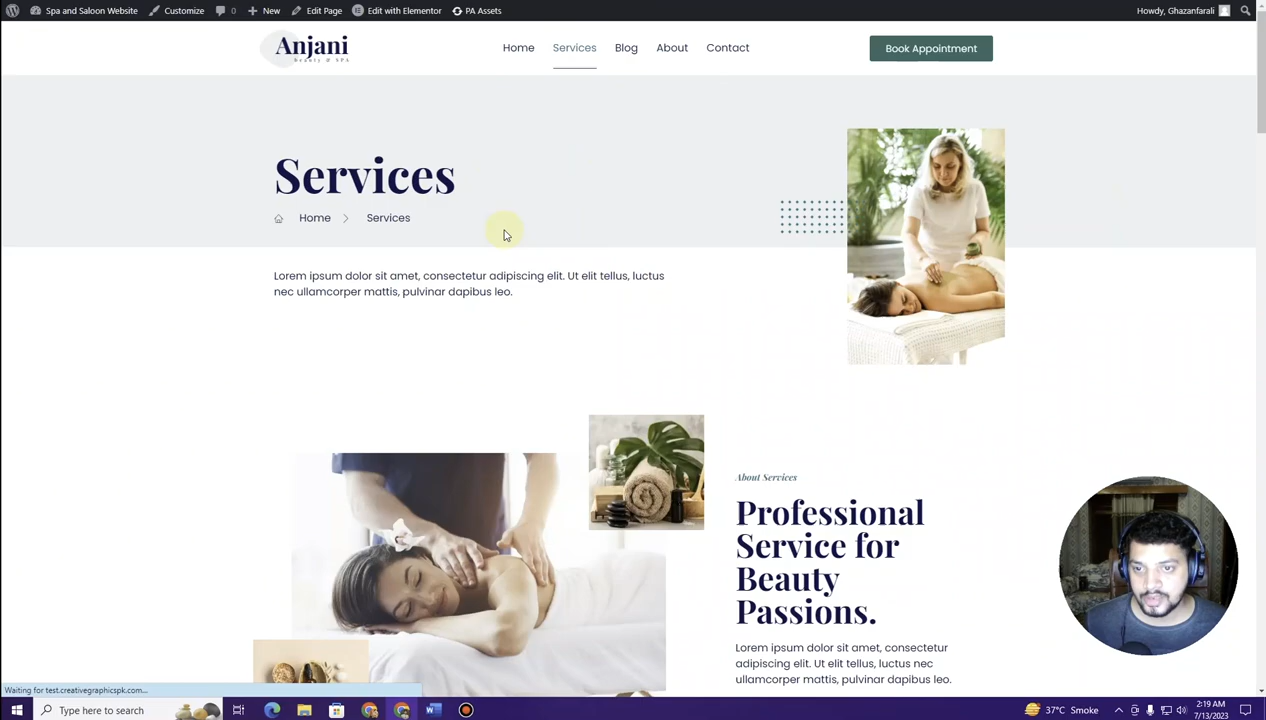 Spa and Saloon Website Customize 0 New Edit Page Edit with Elementor PA Assets Howdy, Ghazanfarali
Anjani
Beauty & SPA
Home Services Blog About Contact
Book Appointment
Services
Home Services
Lorem ipsum dolor sit amet, consectetur adipiscing elit. Ut elit tellus, luctus
nec ullamcorper mattis, pulvinar dapibus leo.
About Services
Professional
Service for
Beauty
Passions.
Lorem ipsum dolor sit amet, consectetur
adipiscing elit. Ut elit tellus, luctus nec
ullamcorper mattis, pulvinar dapibus leo.
Waiting for test.creativegraphicspk.com...
Type here to search
37°C Smoke
2:19 AM
7/13/2023